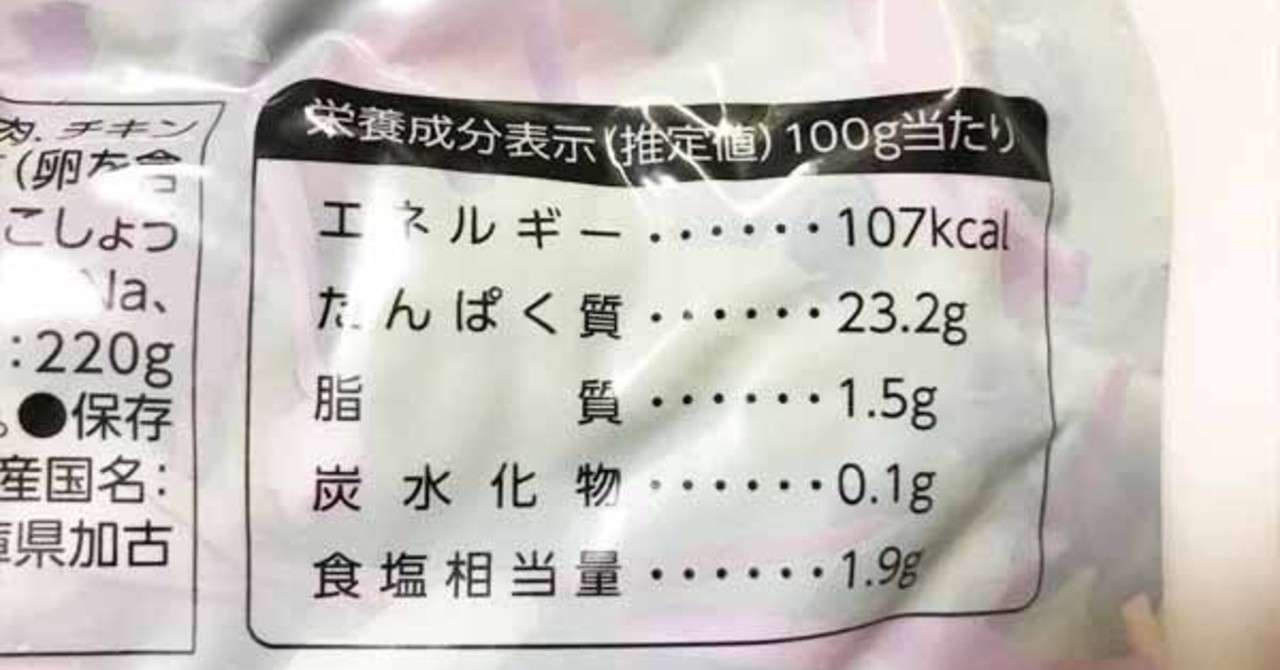 肉、チキン
(卵を含
こしょう
Na、
:220g
。●保存
産国名:
庫県加古
栄養成分表示(推定値)100g当たり
エネルギー・・・・・・107kcal
たんぱく質・・・・・・23.2g
脂質・・・・・・1.5g
炭水化物・・・・・・0.1g
食塩相当量・・・・・・1.9g